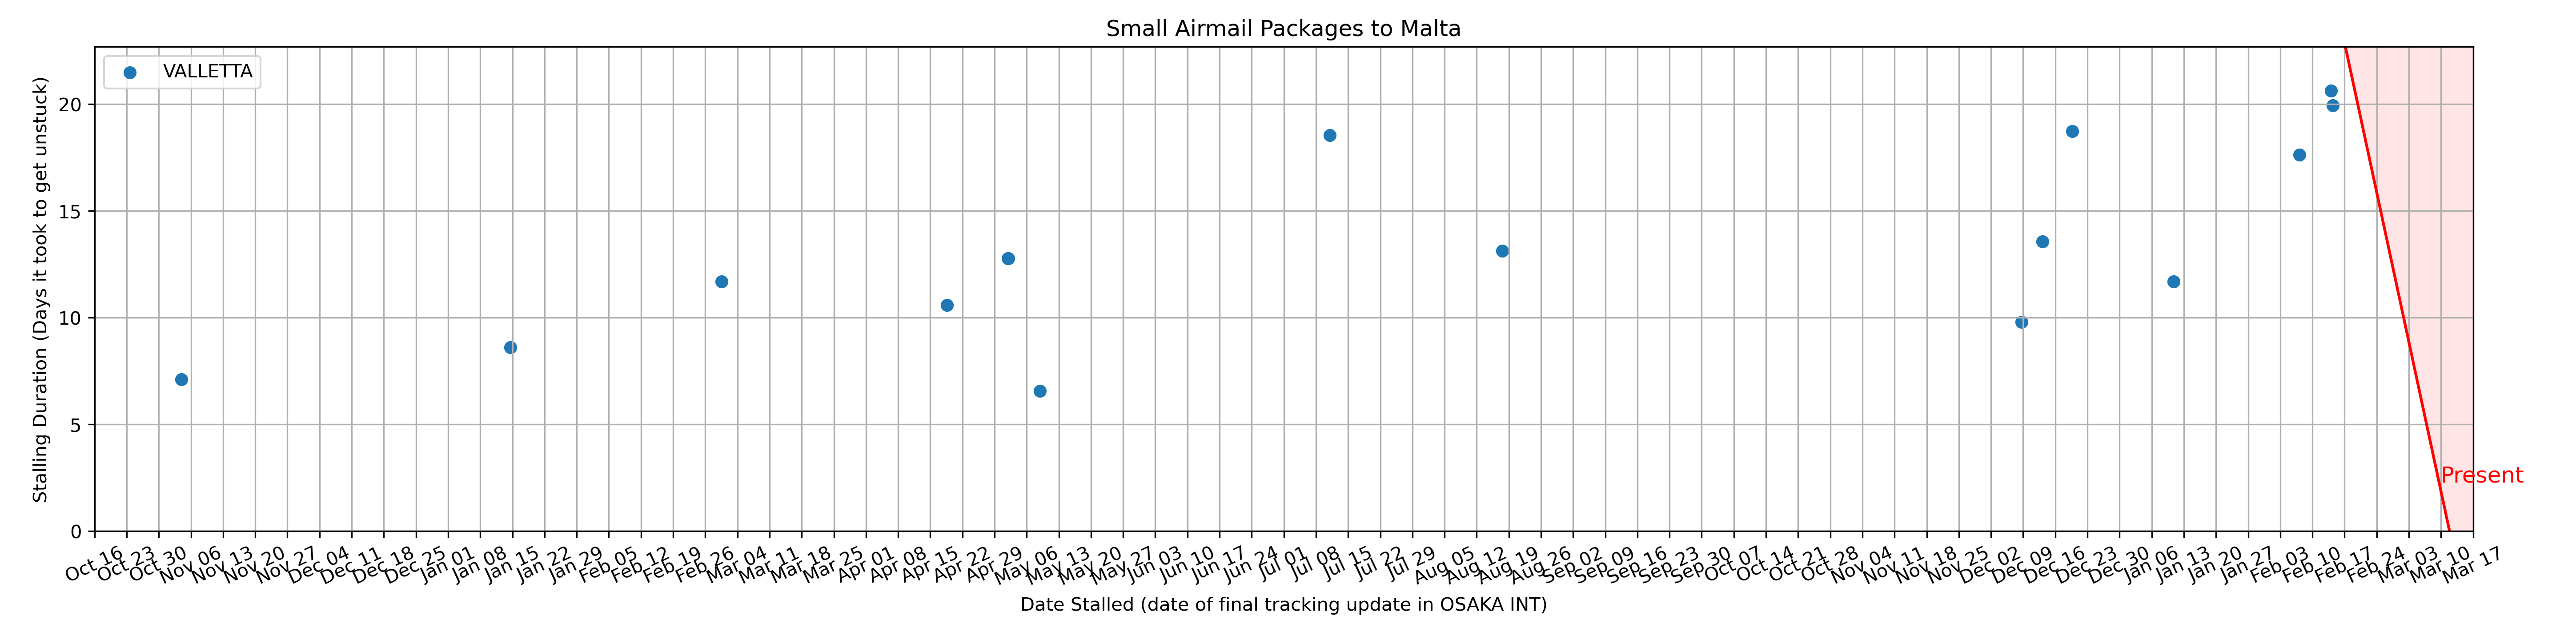 Small Airmail Packages to Malta
VALLETTA
Stalling Duration (Days it took to get unstuck)
20
15
10
5
0
Present
Oct 16
Oct 23
Oct 30
Nov 06
Nov 13
Nov 20
Nov 27
Dec 04
Dec 11
Dec 18
Dec 25
Jan 01
Jan 08
Jan 15
Jan 22
Jan 29
Feb 05
Feb 12
Feb 19
Feb 26
Mar 04
Mar 11
Mar 18
Mar 25
Apr 01
Apr 08
Apr 15
Apr 22
Apr 29
May 06
May 13
May 20
May 27
Jun 03
Jun 10
Jun 17
Jun 24
Jul 01
Jul 08
Jul 15
Jul 22
Jul 29
Aug 05
Aug 12
Aug 19
Aug 26
Sep 02
Sep 09
Sep 16
Sep 23
Sep 30
Oct 07
Oct 14
Oct 21
Oct 28
Nov 04
Nov 11
Nov 18
Nov 25
Dec 02
Dec 09
Dec 16
Dec 23
Dec 30
Jan 06
Jan 13
Jan 20
Jan 27
Feb 03
Feb 10
Feb 17
Feb 24
Mar 03
Mar 10
Mar 17
Date Stalled (date of final tracking update in OSAKA INT)